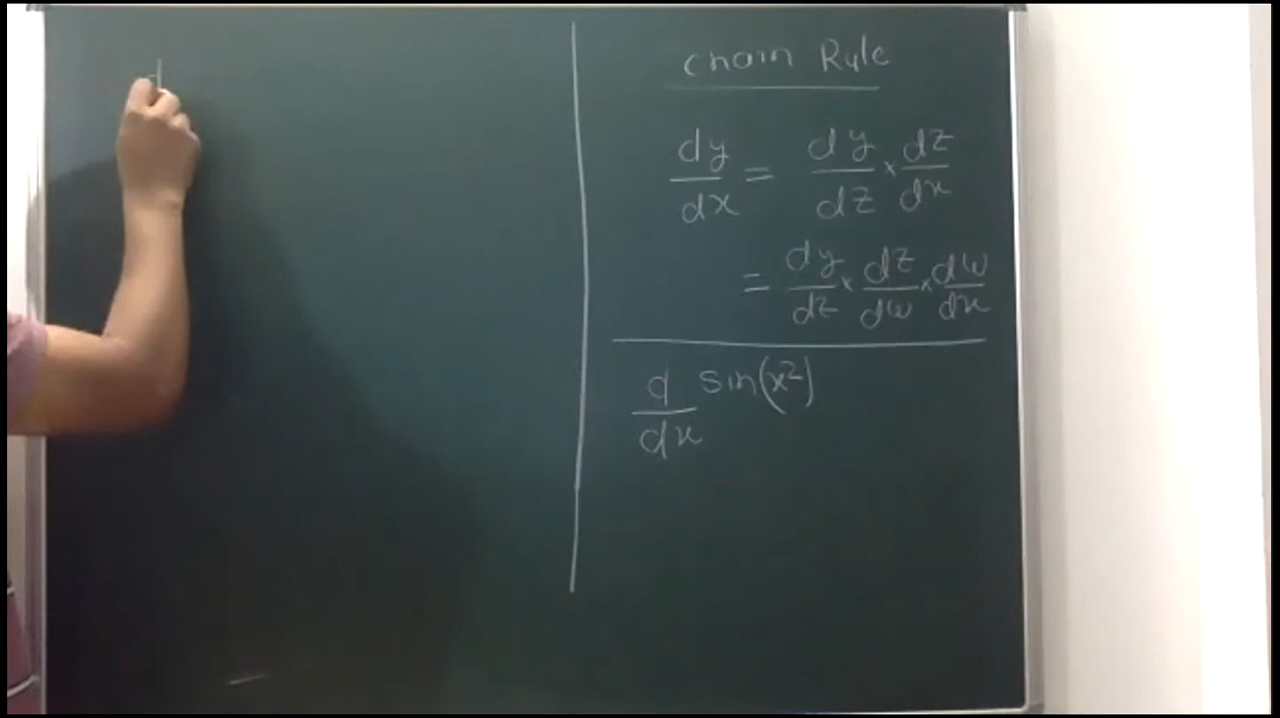 d
Chain Rule
dy/dx = dy/dz × dz/dx
= dy/dz × dz/dw × dw/dx
d/dx sin(x²)